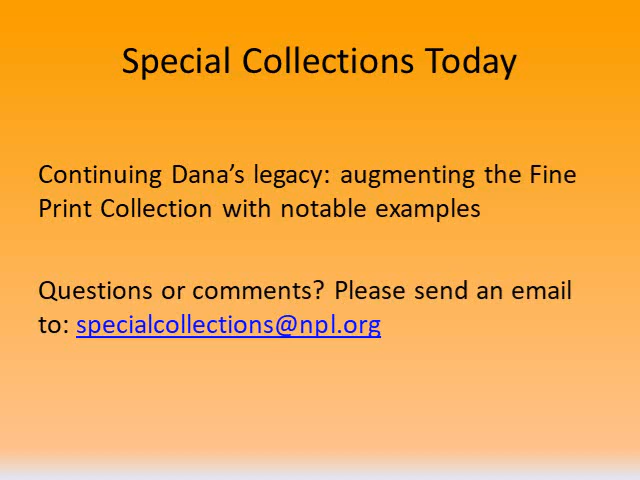 Special Collections Today
Continuing Dana’s legacy: augmenting the Fine
Print Collection with notable examples
Questions or comments? Please send an email
to: specialcollections@npl.org